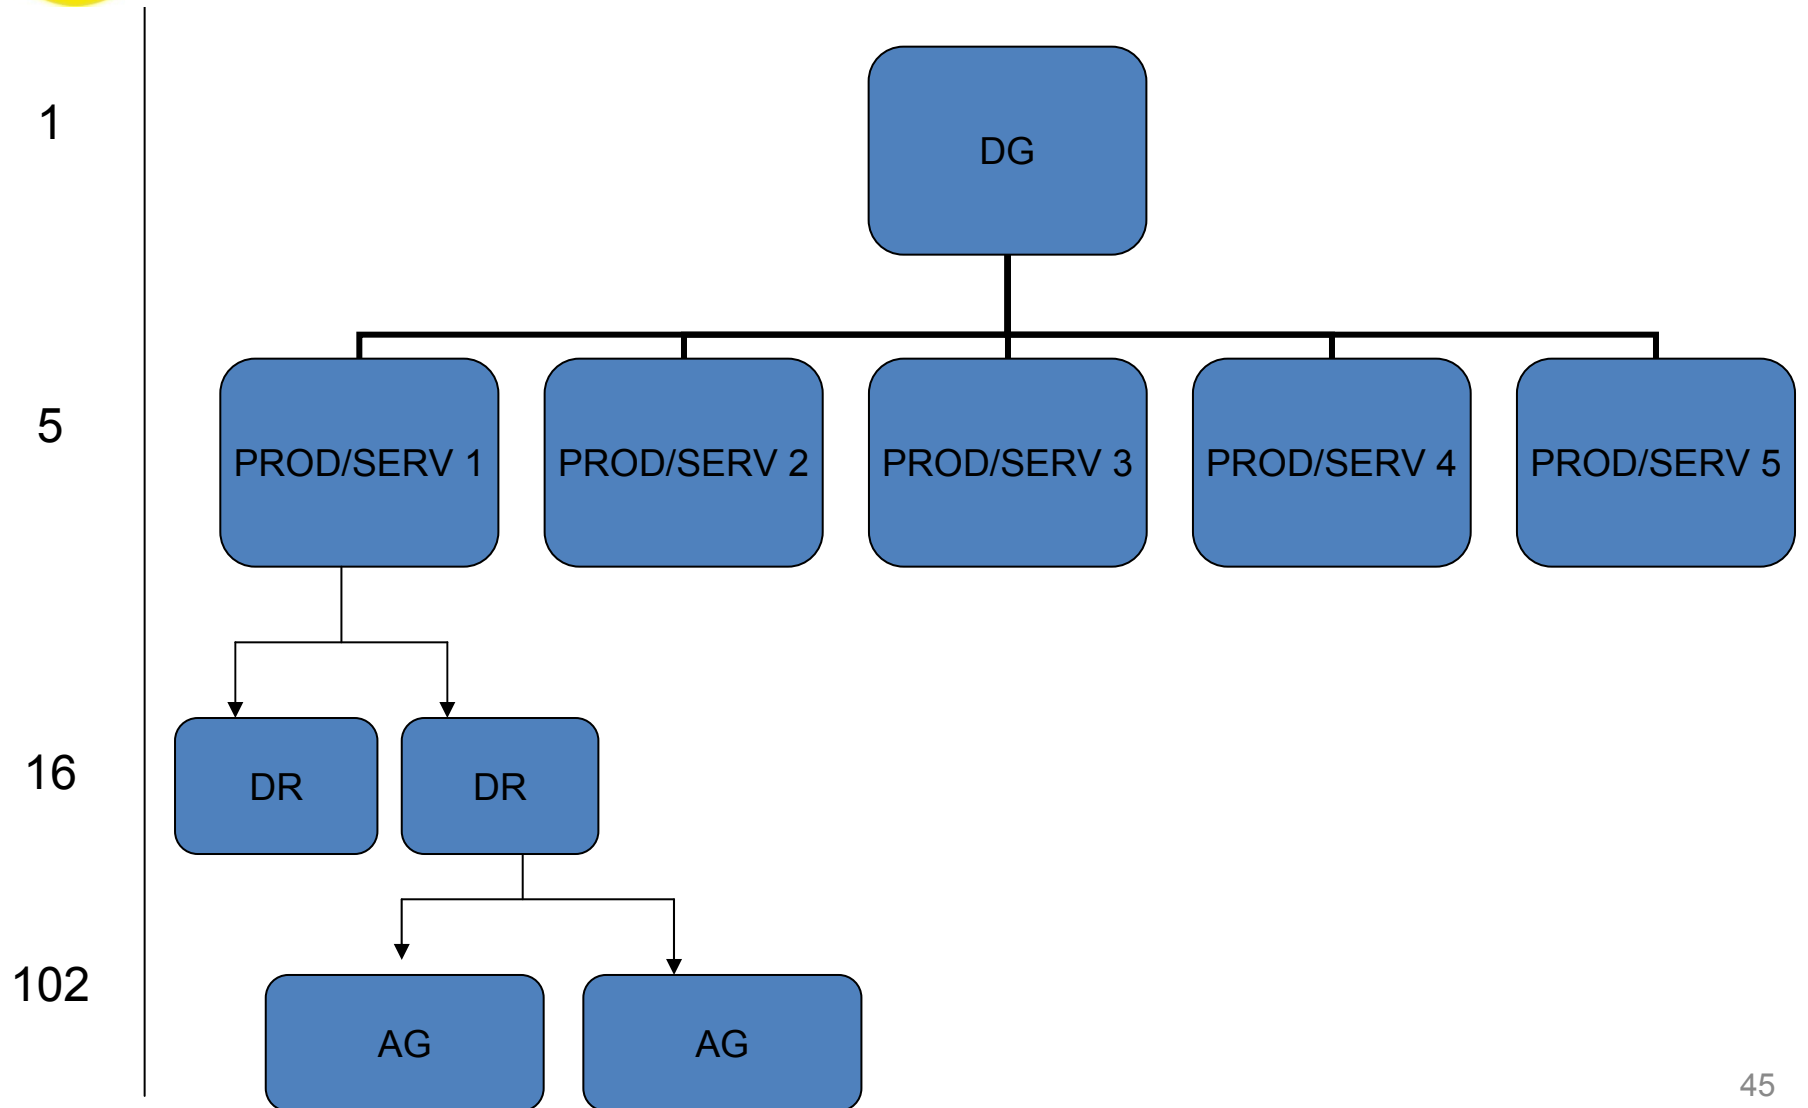 1
DG
5
PROD/SERV 1
PROD/SERV 2
PROD/SERV 3
PROD/SERV 4
PROD/SERV 5
16
DR
DR
102
AG
AG
45